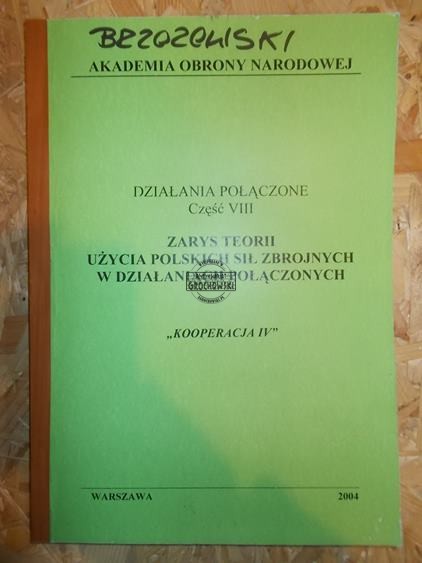 BRZOZOWSKI
AKADEMIA OBRONY NARODOWEJ
DZIAŁANIA POŁĄCZONE
Część VIII
ZARYS TEORII
UŻYCIA POLSKICH SIŁ ZBROJNYCH
W DZIAŁANIACH POŁĄCZONYCH
GROCHOWSKI
„KOOPERACJA IV”
WARSZAWA 2004